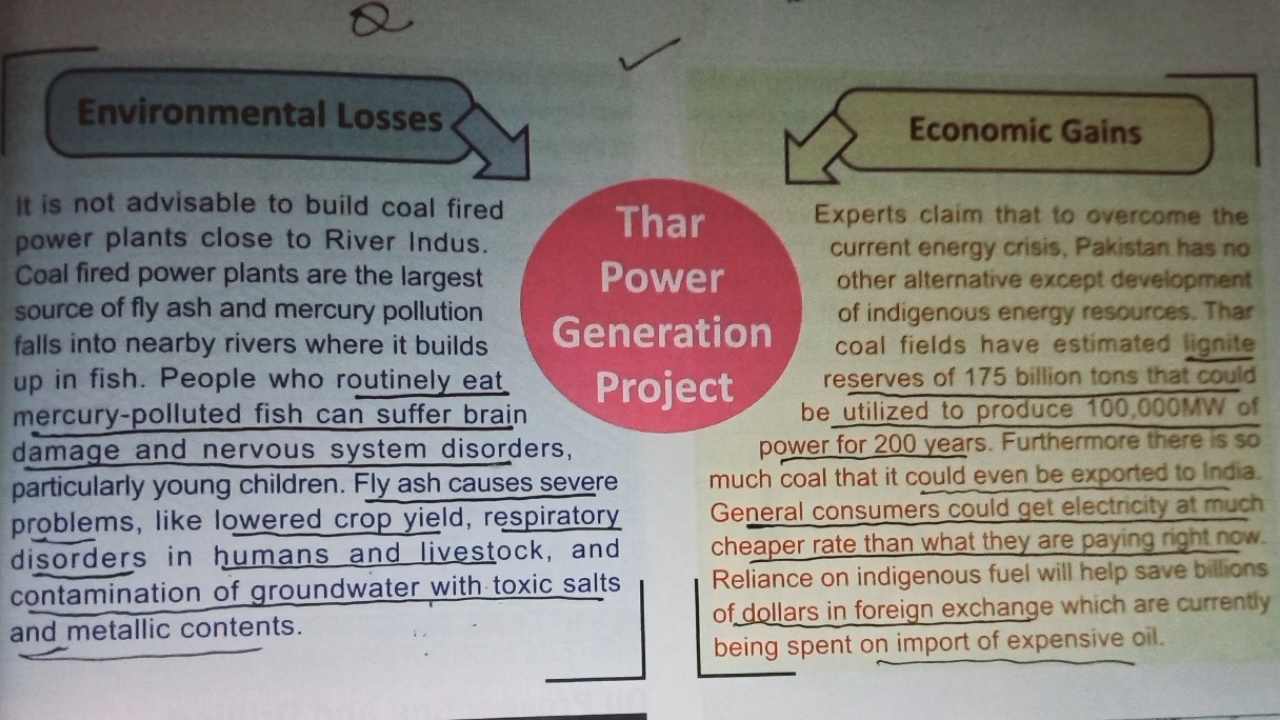 Environmental Losses
It is not advisable to build coal fired
power plants close to River Indus.
Coal fired power plants are the largest
source of fly ash and mercury pollution
falls into nearby rivers where it builds
up in fish. People who routinely eat
mercury-polluted fish can suffer brain
damage and nervous system disorders,
particularly young children. Fly ash causes severe
problems, like lowered crop yield, respiratory
disorders in humans and livestock, and
contamination of groundwater with toxic salts
and metallic contents.
Thar
Power
Generation
Project
Economic Gains
Experts claim that to overcome the
current energy crisis, Pakistan has no
other alternative except development
of indigenous energy resources. Thar
coal fields have estimated lignite
reserves of 175 billion tons that could
be utilized to produce 100,000MW of
power for 200 years. Furthermore there is so
much coal that it could even be exported to India.
General consumers could get electricity at much
cheaper rate than what they are paying right now.
Reliance on indigenous fuel will help save billions
of dollars in foreign exchange which are currently
being spent on import of expensive oil.